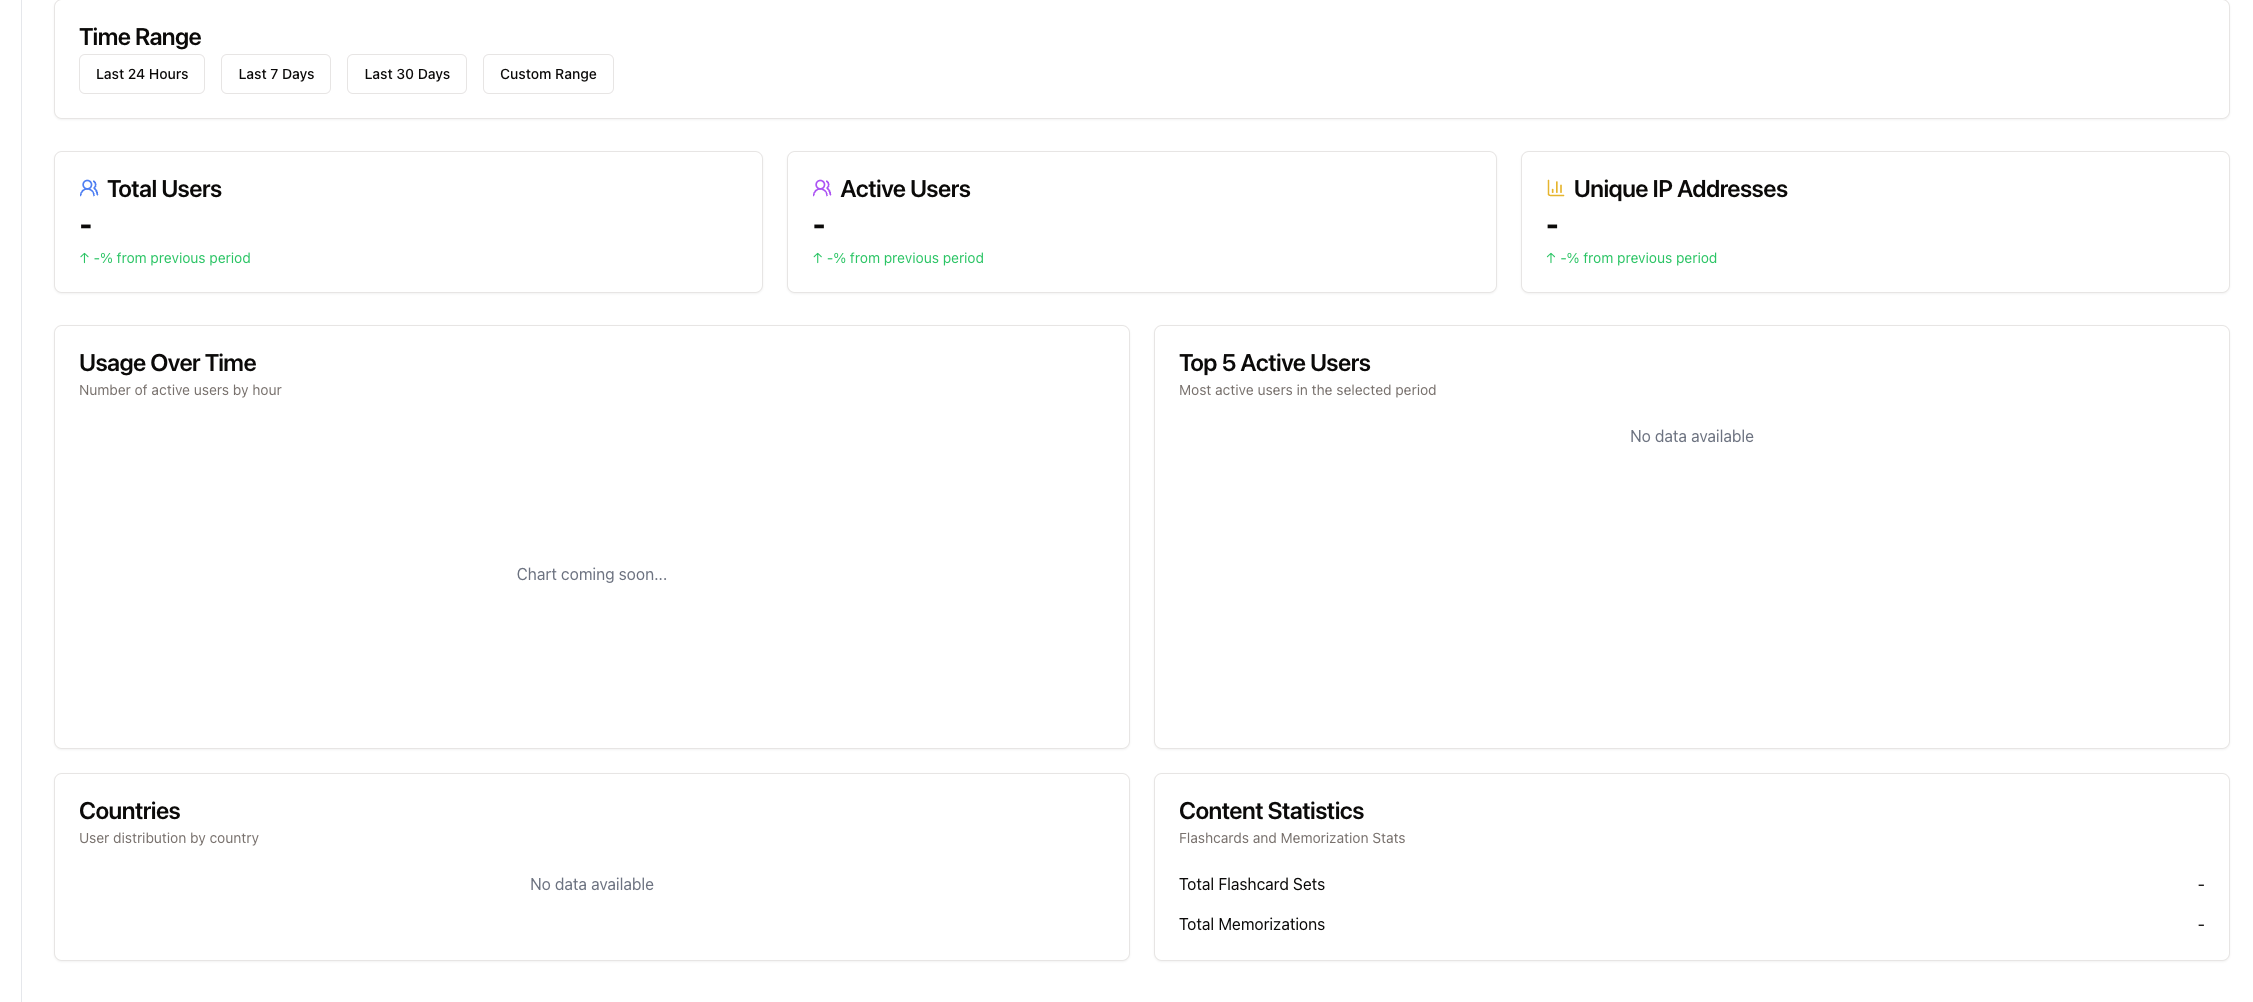 Time Range
Last 24 Hours
Last 7 Days
Last 30 Days
Custom Range
Total Users
-
↑ -% from previous period
Active Users
-
↑ -% from previous period
Unique IP Addresses
-
↑ -% from previous period
Usage Over Time
Number of active users by hour
Chart coming soon...
Top 5 Active Users
Most active users in the selected period
No data available
Countries
User distribution by country
No data available
Content Statistics
Flashcards and Memorization Stats
Total Flashcard Sets -
Total Memorizations -